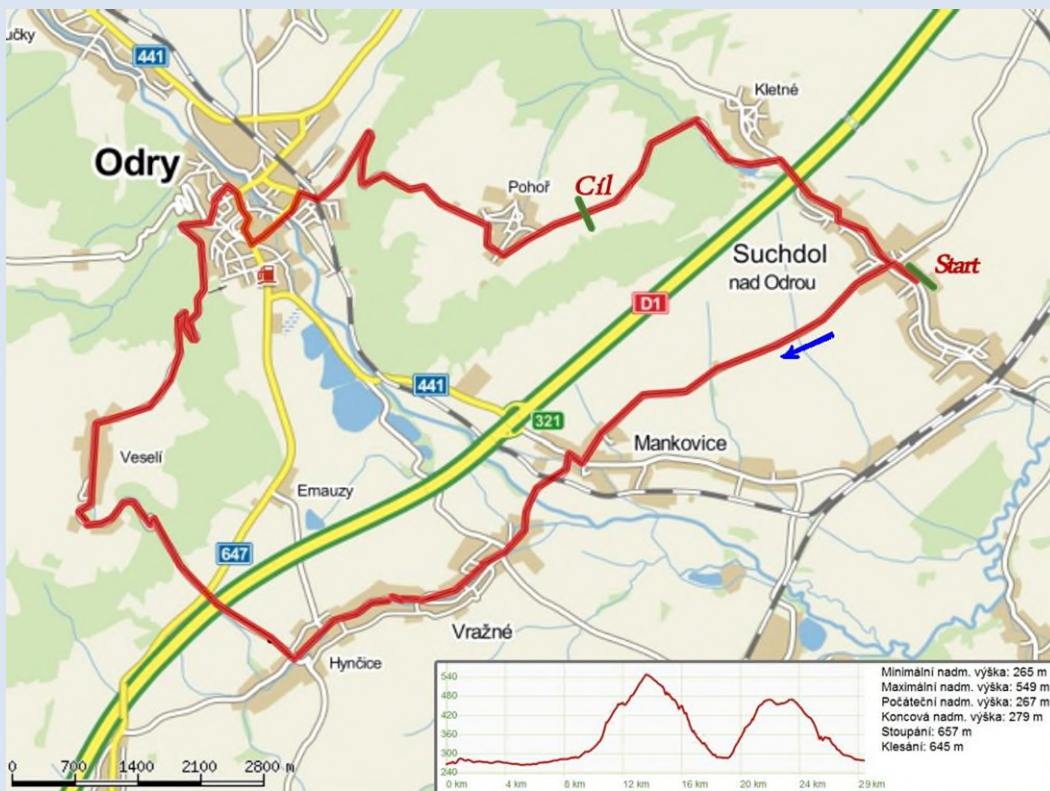 učky
441
Kletné
Odry
Pohoř
Cíl
Suchdol
nad Odrou
Start
D1
441
321
Mankovice
Veselí
Emauzy
647
Vražné
Hynčice
0 700 1400 2100 2800 m
540
480
420
360
300
240
0 km 4 km 8 km 12 km 16 km 20 km 24 km 29 km
Minimální nadm. výška: 265 m
Maximální nadm. výška: 549 m
Počáteční nadm. výška: 267 m
Koncová nadm. výška: 279 m
Stoupání: 657 m
Klesání: 645 m